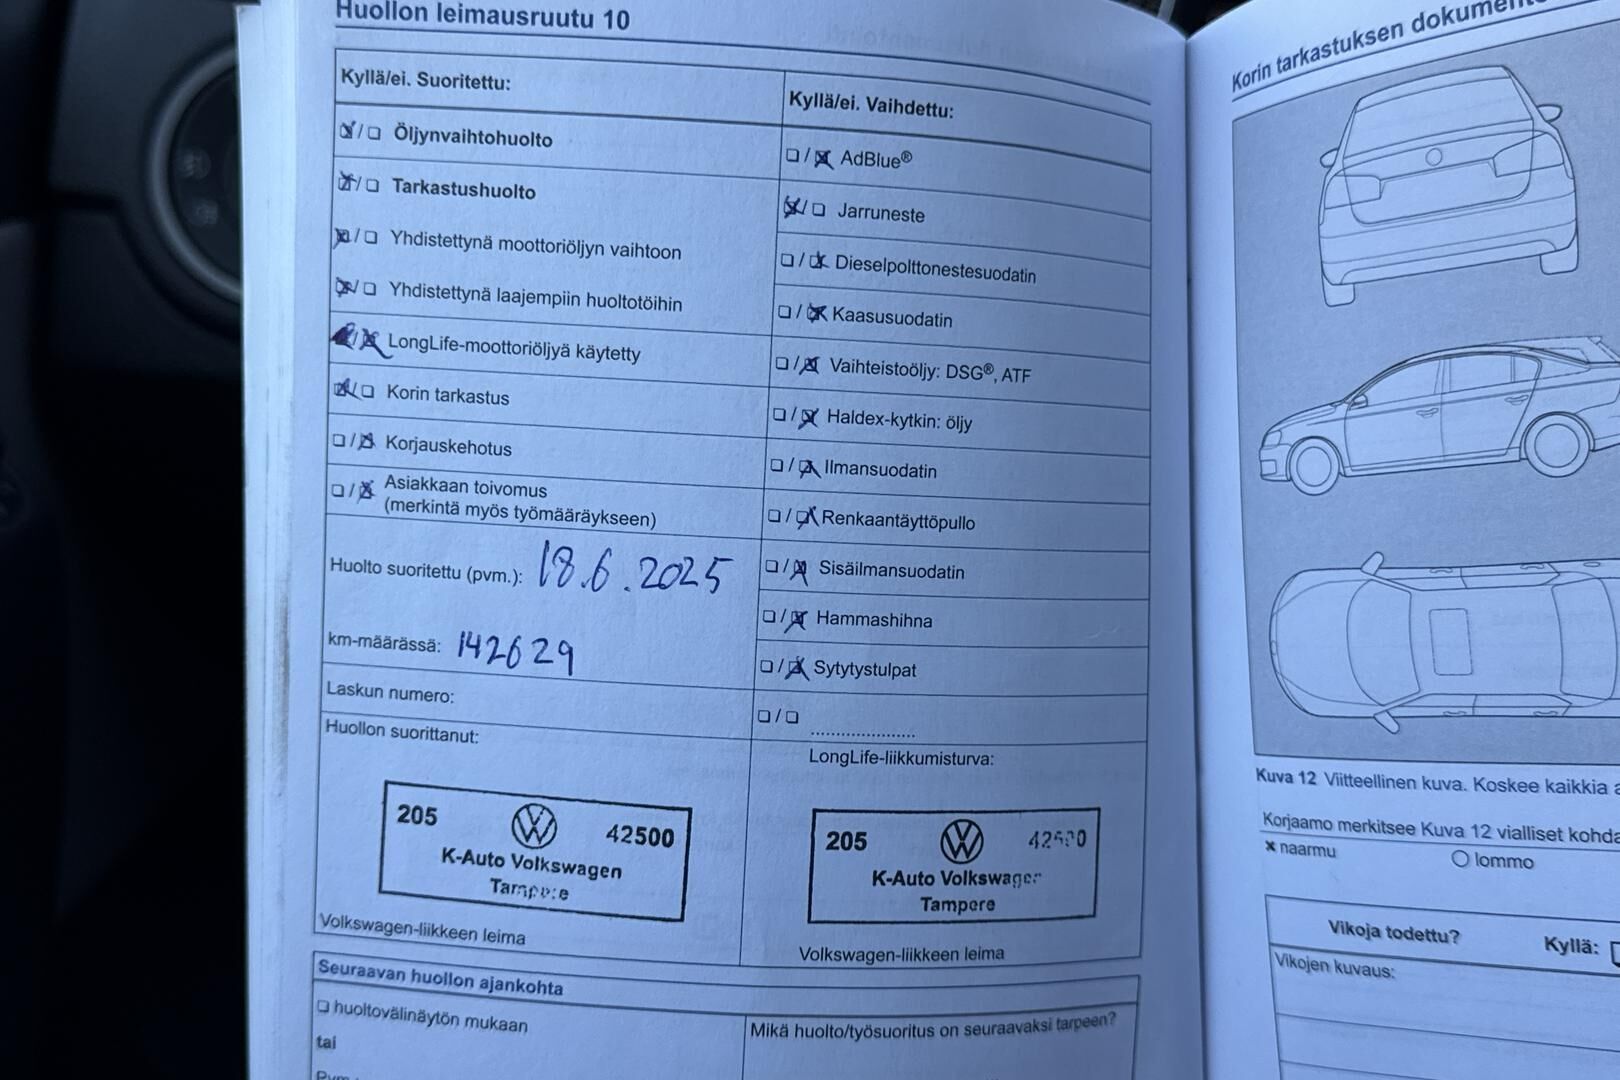 Huollon leimausruutu 10
Kyllä/ei. Suoritettu:
Öljynvaihtohuolto
Tarkastushuolto
Yhdistettynä moottoriöljyn vaihtoon
Yhdistettynä laajempiin huoltotöihin
LongLife-moottoriöljyä käytetty
Korin tarkastus
Korjauskehotus
Asiakkaan toivomus
(merkintä myös työmääräykseen)
Huolto suoritettu (pvm.): 18.6.2025
km-määrässä: 142629
Laskun numero:
Huollon suorittanut:
205 42500
K-Auto Volkswagen
Tampere
Volkswagen-liikkeen leima
Kyllä/ei. Vaihdettu:
AdBlue®
Jarruneste
Dieselpolttonestesuodatin
Kaasusuodatin
Vaihteistoöljy: DSG®, ATF
Haldex-kytkin: öljy
Ilmansuodatin
Renkaantäyttöpullo
Sisäilmansuodatin
Hammashihna
Sytytystulpat
LongLife-liikkumisturva:
205 42500
K-Auto Volkswagen
Tampere
Volkswagen-liikkeen leima
Seuraavan huollon ajankohta
huoltovälinäytön mukaan
tai
Mikä huolto/työsuoritus on seuraavaksi tarpeen?
Korin tarkastuksen
Kuva 12 Viitteellinen kuva. Koskee kaikkia
Korjaamo merkitsee Kuva 12 vialliset
naarmu
lommo
Vikoja todettu? Kyllä:
Vikojen kuvaus: